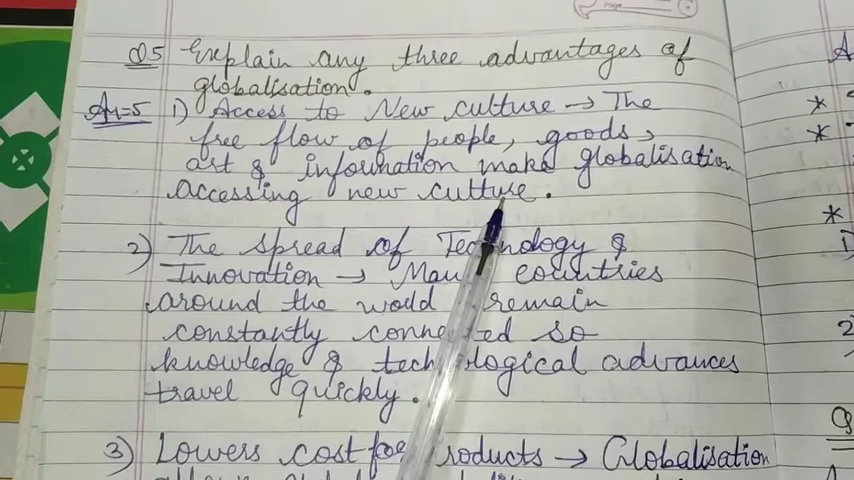 Page
Q5 Explain any three advantages of
globalisation.
Ans=5 1) Access to New culture → The
free flow of people, goods,
art & information make globalisation
accessing new culture.
2) The spread of Technology &
Innovation → Many countries
around the world remain
constantly connected so
knowledge & technological advances
travel quickly.
3) Lowers cost for products → Globalisation